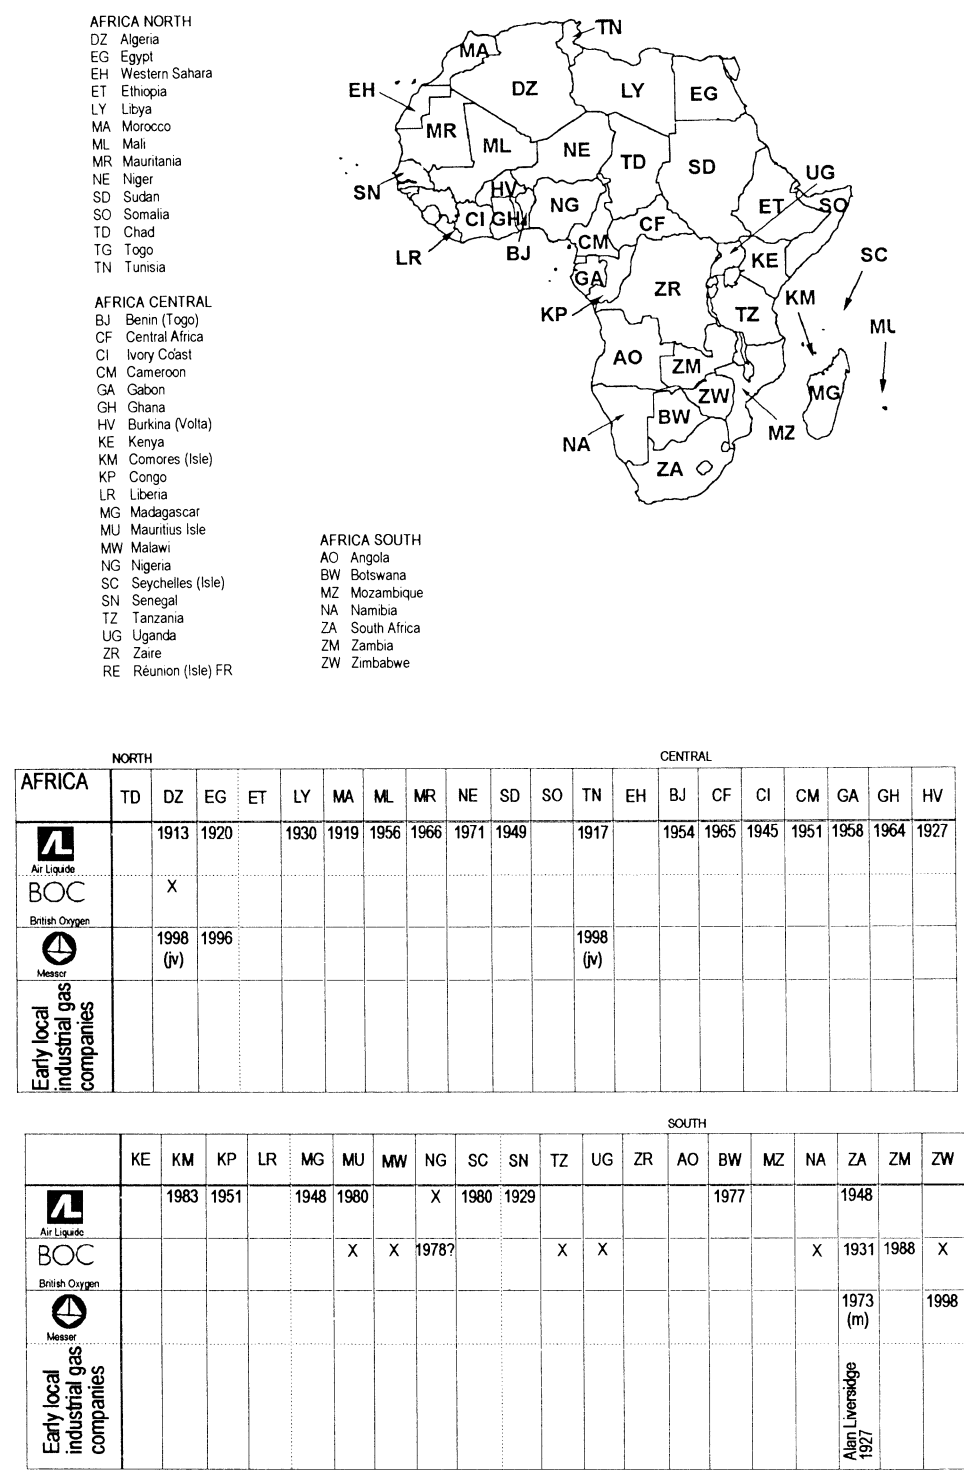 AFRICA NORTH
DZ Algeria
EG Egypt
EH Western Sahara
ET Ethiopia
LY Libya
MA Morocco
ML Mali
MR Mauritania
NE Niger
SD Sudan
SO Somalia
TD Chad
TG Togo
TN Tunisia
AFRICA CENTRAL
BJ Benin (Togo)
CF Central Africa
CI Ivory Coast
CM Cameroon
GA Gabon
GH Ghana
HV Burkina (Volta)
KE Kenya
KM Comores (Isle)
KP Congo
LR Liberia
MG Madagascar
MU Mauritius Isle
MW Malawi
NG Nigeria
SC Seychelles (Isle)
SN Senegal
TZ Tanzania
UG Uganda
ZR Zaire
RE Réunion (Isle) FR
AFRICA SOUTH
AO Angola
BW Botswana
MZ Mozambique
NA Namibia
ZA South Africa
ZM Zambia
ZW Zimbabwe
TN
MA
EH
DZ
LY
EG
MR
ML
NE
TD
SD
UG
SN
HV
CI
GH
NG
ET
SO
LR
BJ
CM
CF
KE
SC
GA
KP
ZR
TZ
KM
MU
AO
ZM
ZW
MG
NA
BW
MZ
ZA
NORTH CENTRAL
AFRICA TD DZ EG ET LY MA ML MR NE SD SO TN EH BJ CF CI CM GA GH HV
AL 1913 1920 1930 1919 1956 1966 1971 1949 1917 1954 1965 1945 1951 1958 1964 1927
Air Liquide
BOC X
British Oxygen
1998 1996 1998
(jv) (jv)
Messer
Early local
industrial gas
companies
SOUTH
KE KM KP LR MG MU MW NG SC SN TZ UG ZR AO BW MZ NA ZA ZM ZW
AL 1983 1951 1948 1980 X 1980 1929 1977 1948
Air Liquide
BOC X X 1978? X X X 1931 1988 X
British Oxygen
1973 1998
(m)
Messer
Early local
industrial gas
companies
Alan Liversidge
1927